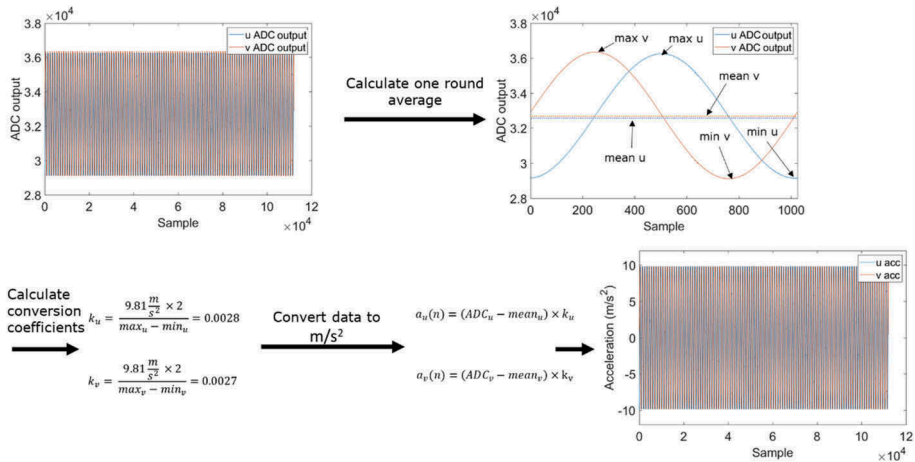 ×10⁴
3.8
3.6
3.4
3.2
3
2.8
ADC output
u ADC output
v ADC output
0 2 4 6 8 10 12
Sample
×10⁴
Calculate one round
average
×10⁴
3.8
3.6
3.4
3.2
3
2.8
ADC output
u ADC output
v ADC output
max v
max u
mean v
mean u
min v
min u
0 200 400 600 800 1000
Sample
Calculate
conversion
coefficients
k_u = (9.81 m/s² × 2) / (max_u − min_u) = 0.0028
k_v = (9.81 m/s² × 2) / (max_v − min_v) = 0.0027
Convert data to
m/s²
a_u(n) = (ADC_u − mean_u) × k_u
a_v(n) = (ADC_v − mean_v) × k_v
10
5
0
-5
-10
Acceleration (m/s²)
u acc
v acc
0 2 4 6 8 10 12
Sample
×10⁴